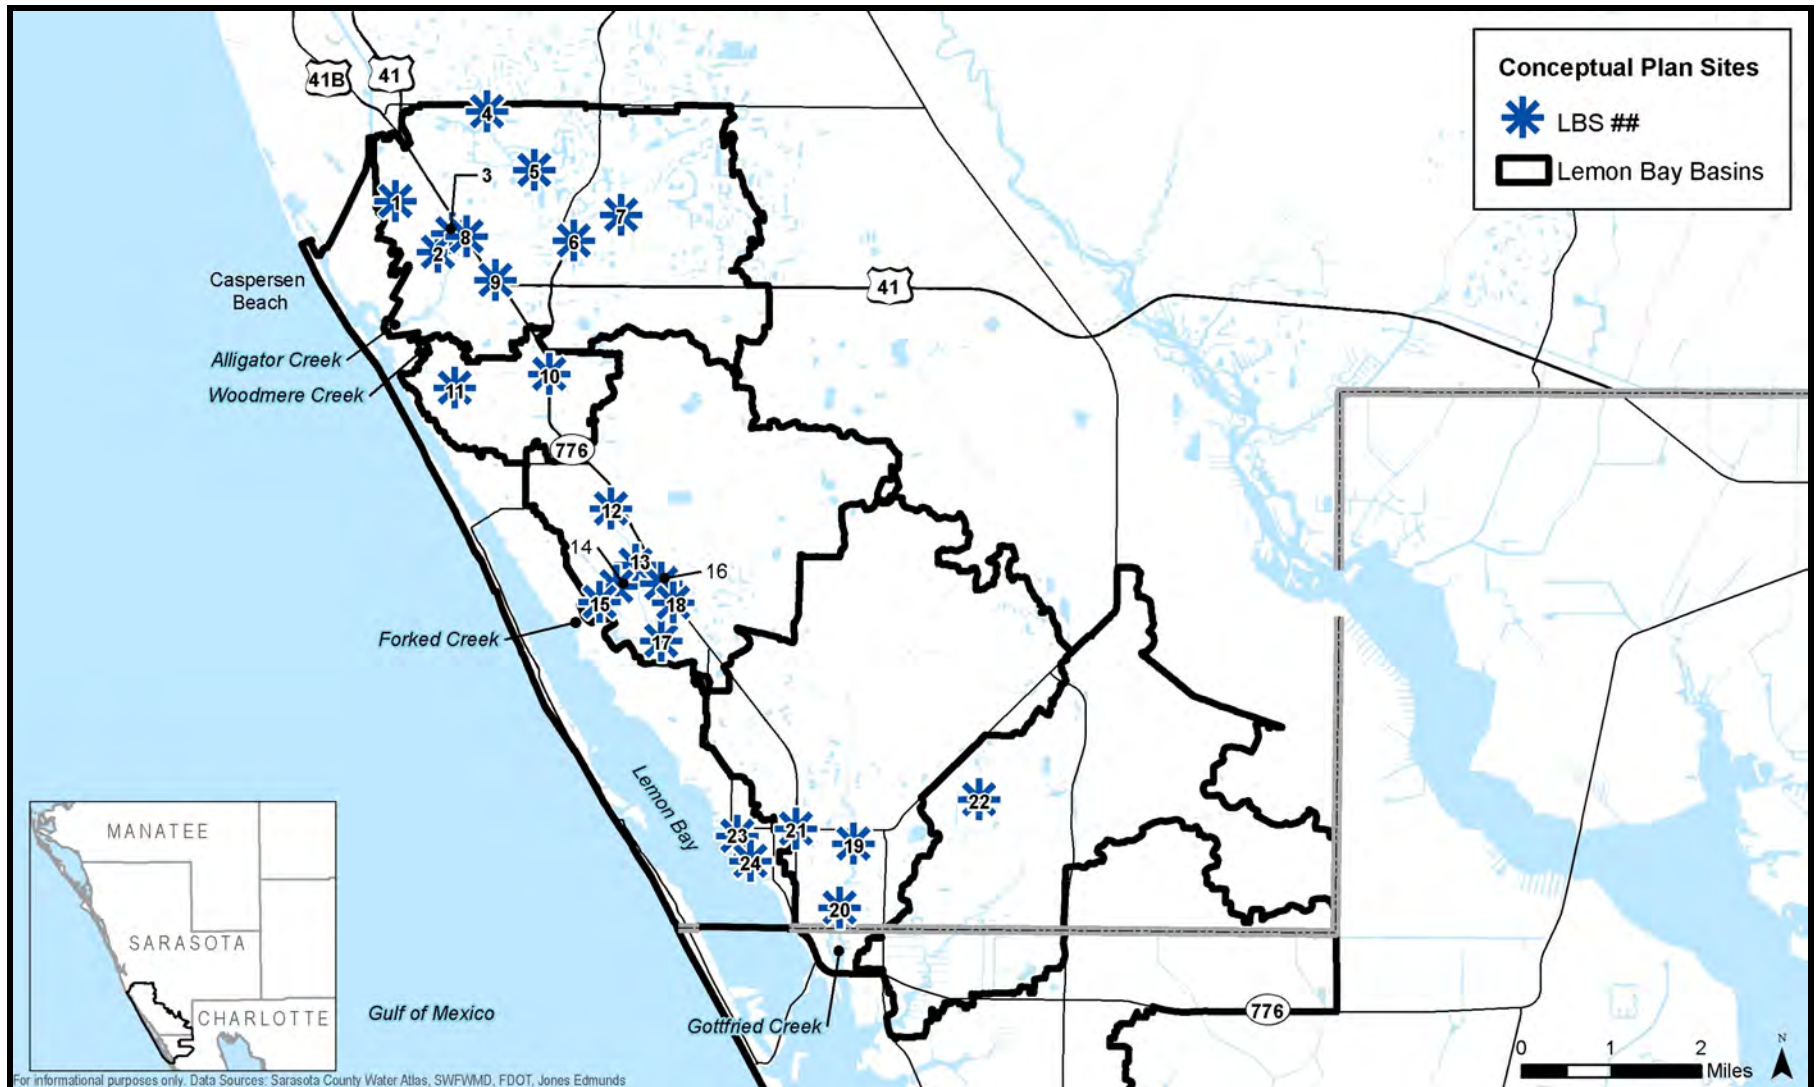 41B
41
Conceptual Plan Sites
LBS ##
Lemon Bay Basins
4
3
5
1
7
8
6
2
9
41
Caspersen
Beach
Alligator Creek
Woodmere Creek
10
11
776
12
14
13
16
15
18
17
Forked Creek
Lemon Bay
22
23
21
19
24
20
Gottfried Creek
776
Gulf of Mexico
MANATEE
SARASOTA
CHARLOTTE
0 1 2
Miles
N
For informational purposes only. Data Sources: Sarasota County Water Atlas, SWFWMD, FDOT, Jones Edmunds